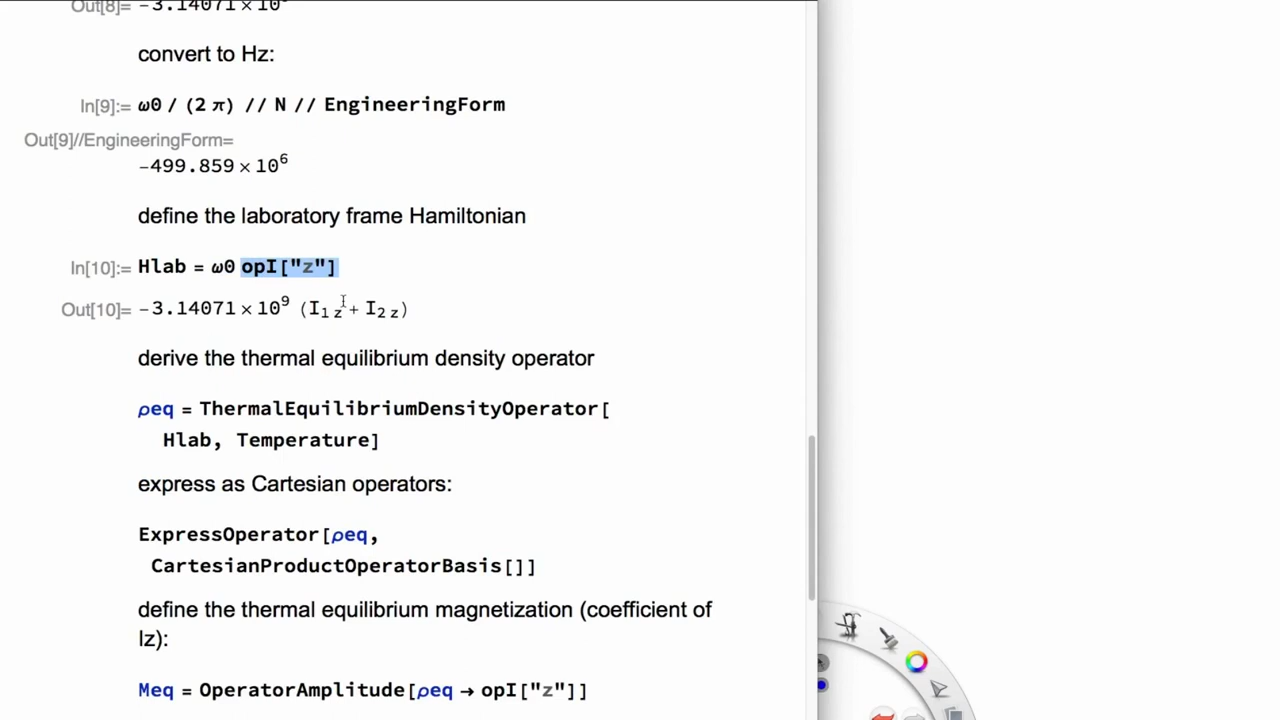 Out[8]= -3.14071×10
convert to Hz:
In[9]:= ω0 / (2 π) // N // EngineeringForm
Out[9]//EngineeringForm=
-499.859×10⁶
define the laboratory frame Hamiltonian
In[10]:= Hlab = ω0 opI["z"]
Out[10]= -3.14071×10⁹ (I₁ z + I₂ z)
derive the thermal equilibrium density operator
ρeq = ThermalEquilibriumDensityOperator[
Hlab, Temperature]
express as Cartesian operators:
ExpressOperator[ρeq,
CartesianProductOperatorBasis[]]
define the thermal equilibrium magnetization (coefficient of
Iz):
Meq = OperatorAmplitude[ρeq → opI["z"]]